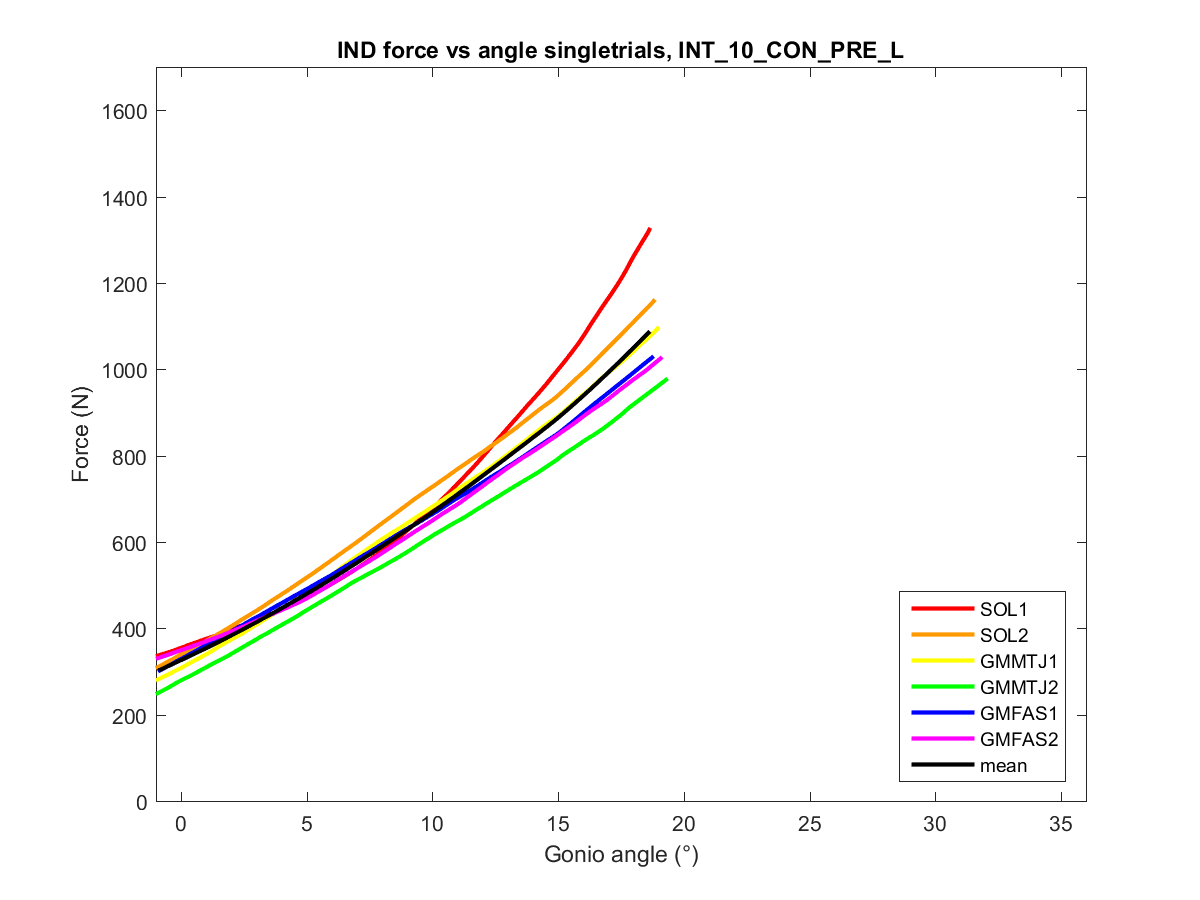 IND force vs angle singletrials, INT_10_CON_PRE_L
1600
1400
1200
1000
800
600
400
200
0
Force (N)
0 5 10 15 20 25 30 35
Gonio angle (°)
SOL1
SOL2
GMMTJ1
GMMTJ2
GMFAS1
GMFAS2
mean